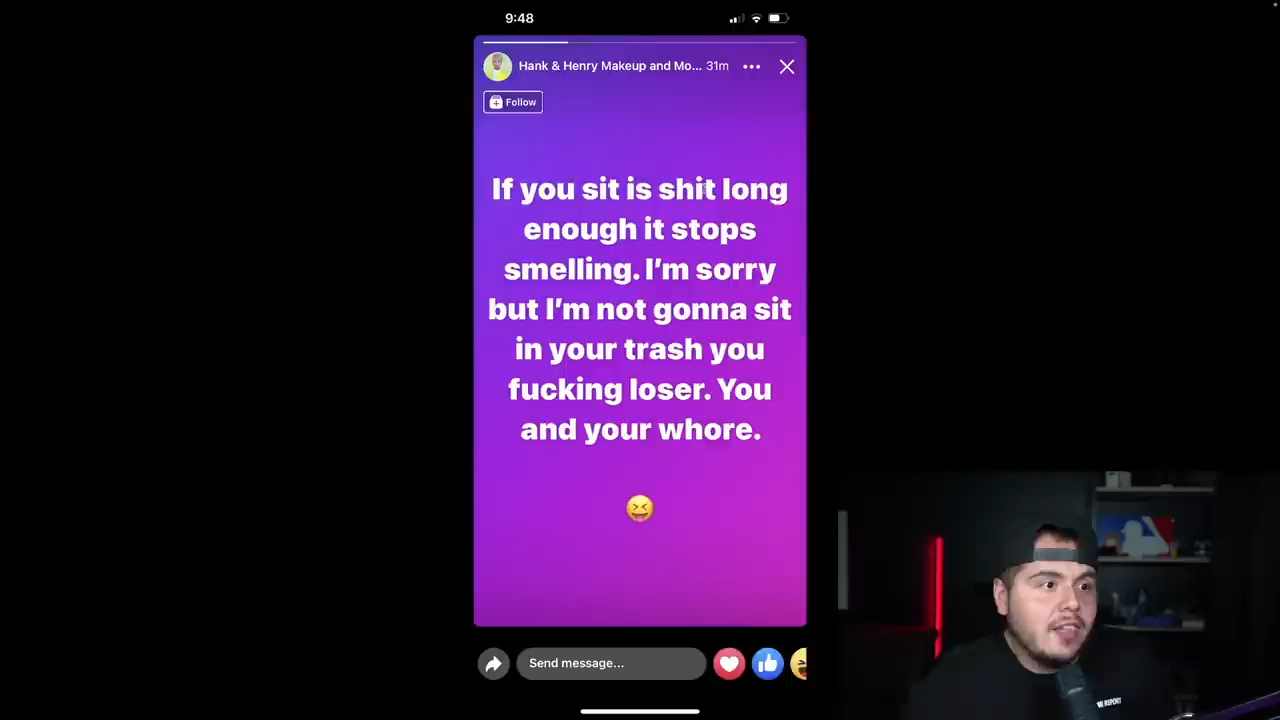 9:48
Hank & Henry Makeup and Mo... 31m
Follow
If you sit is shit long
enough it stops
smelling. I'm sorry
but I'm not gonna sit
in your trash you
fucking loser. You
and your whore.
Send message...
REPORT